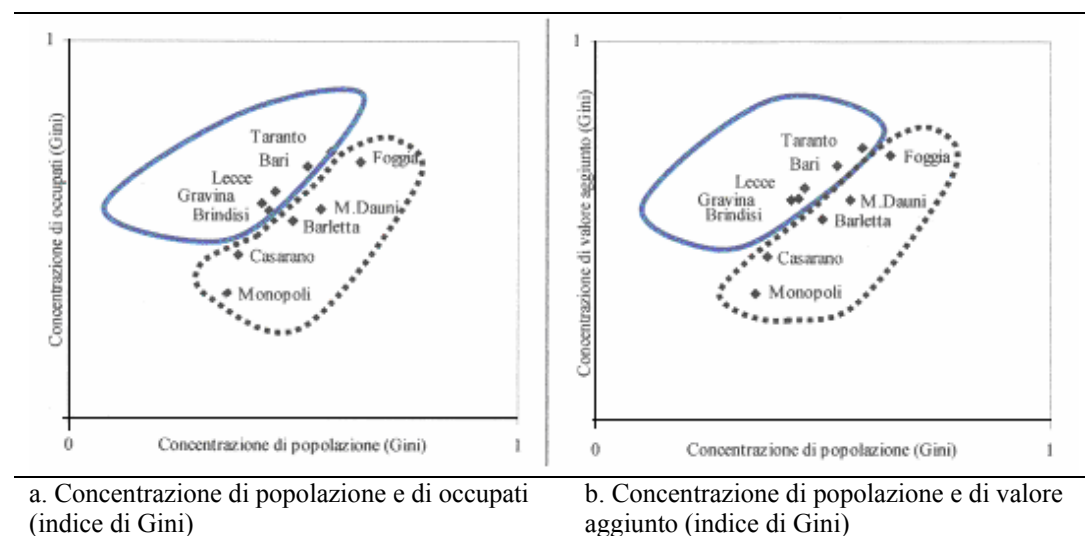 1
Concentrazione di occupati (Gini)
Taranto
Bari
Foggia
Lecce
Gravina
Brindisi
M.Dauni
Barletta
Casarano
Monopoli
0
Concentrazione di popolazione (Gini)
1
1
Concentrazione di valore aggiunto (Gini)
Taranto
Bari
Foggia
Lecce
Gravina
Brindisi
M.Dauni
Barletta
Casarano
Monopoli
0
Concentrazione di popolazione (Gini)
1
a. Concentrazione di popolazione e di occupati
(indice di Gini)
b. Concentrazione di popolazione e di valore
aggiunto (indice di Gini)